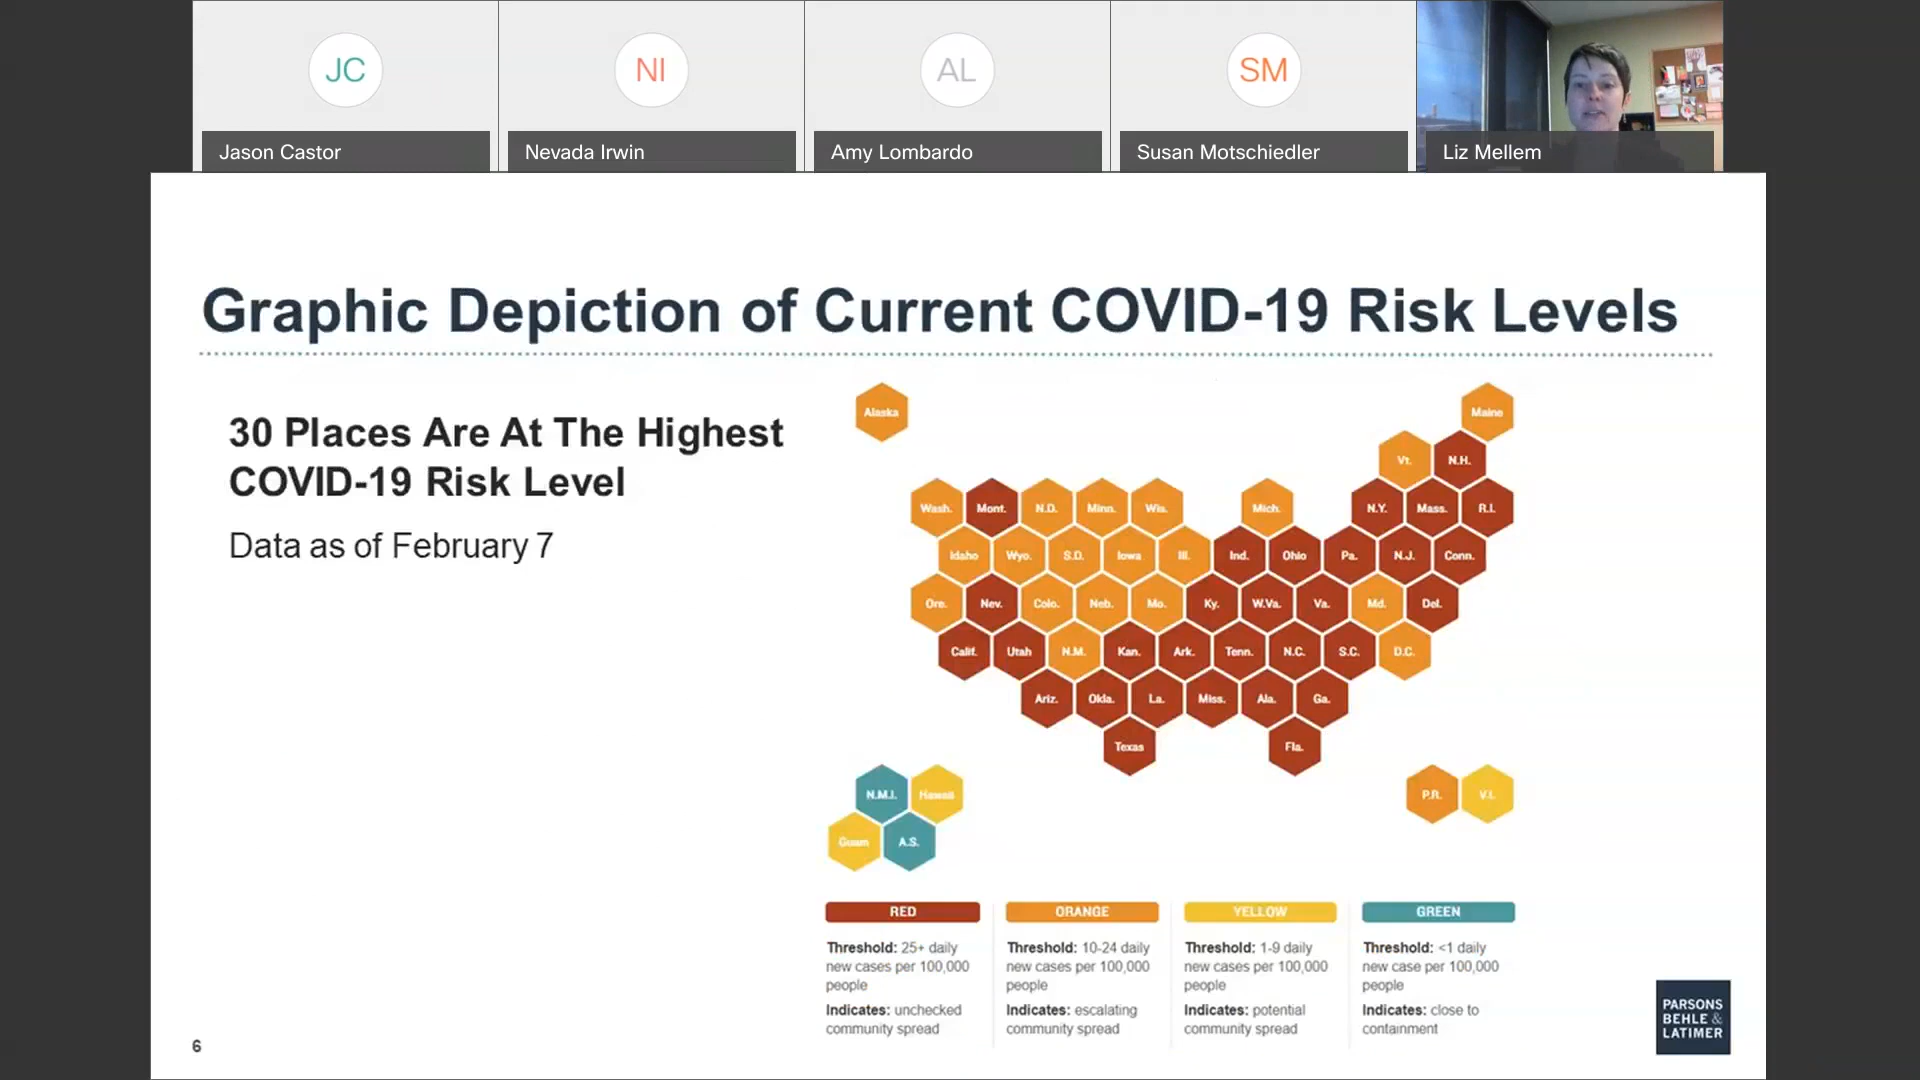 JC
NI
AL
SM
Jason Castor
Nevada Irwin
Amy Lombardo
Susan Motschiedler
Liz Mellem
Graphic Depiction of Current COVID-19 Risk Levels
30 Places Are At The Highest
COVID-19 Risk Level
Data as of February 7
Alaska
Maine
Vt.
N.H.
Wash.
Mont.
N.D.
Minn.
Wis.
Mich.
N.Y.
Mass.
R.I.
Idaho
Wyo.
S.D.
Iowa
Ill.
Ind.
Ohio
Pa.
N.J.
Conn.
Ore.
Nev.
Colo.
Neb.
Mo.
Ky.
W.Va.
Va.
Md.
Del.
Calif.
Utah
N.M.
Kan.
Ark.
Tenn.
N.C.
S.C.
D.C.
Ariz.
Okla.
La.
Miss.
Ala.
Ga.
Texas
Fla.
N.M.I.
Hawaii
P.R.
V.I.
Guam
A.S.
RED
Threshold: 25+ daily
new cases per 100,000
people
Indicates: unchecked
community spread
ORANGE
Threshold: 10-24 daily
new cases per 100,000
people
Indicates: escalating
community spread
YELLOW
Threshold: 1-9 daily
new cases per 100,000
people
Indicates: potential
community spread
GREEN
Threshold: <1 daily
new case per 100,000
people
Indicates: close to
containment
PARSONS
BEHLE &
LATIMER
6